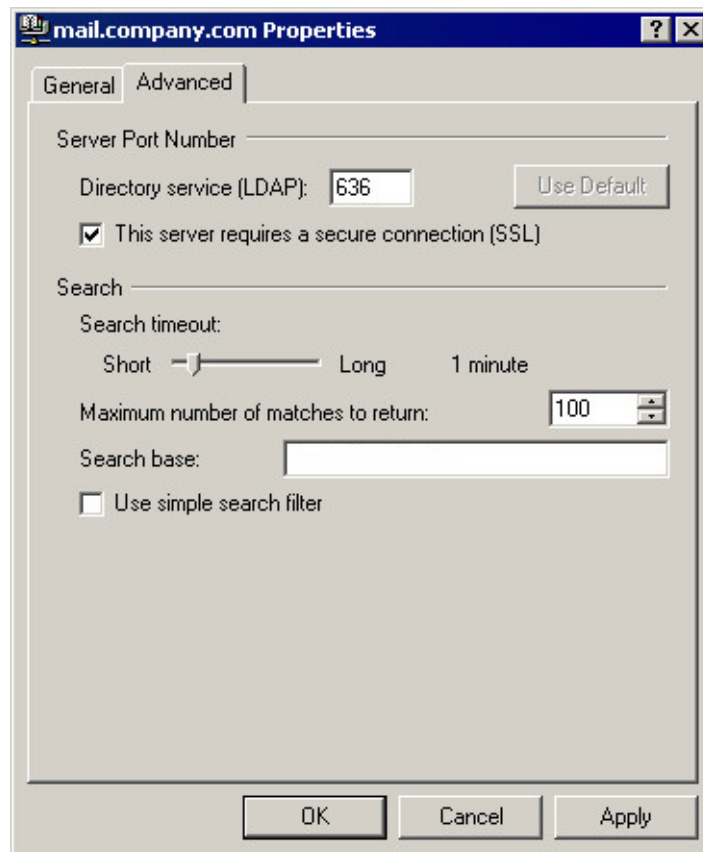 mail.company.com Properties
General Advanced
Server Port Number
Directory service (LDAP): 636 Use Default
This server requires a secure connection (SSL)
Search
Search timeout:
Short Long 1 minute
Maximum number of matches to return: 100
Search base:
Use simple search filter
OK Cancel Apply